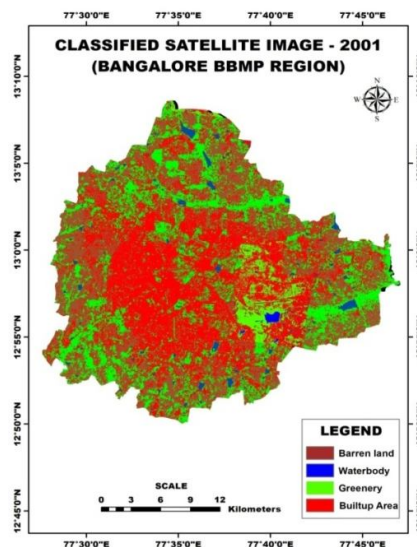 77°30'0"E 77°35'0"E 77°40'0"E 77°45'0"E
CLASSIFIED SATELLITE IMAGE - 2001
(BANGALORE BBMP REGION)
N
W E
S
13°10'0"N
13°5'0"N
13°0'0"N
12°55'0"N
12°50'0"N
12°45'0"N
LEGEND
Barren land
Waterbody
Greenery
Builtup Area
SCALE
0 1 2 3 6 9 12
Kilometers
77°30'0"E 77°35'0"E 77°40'0"E 77°45'0"E